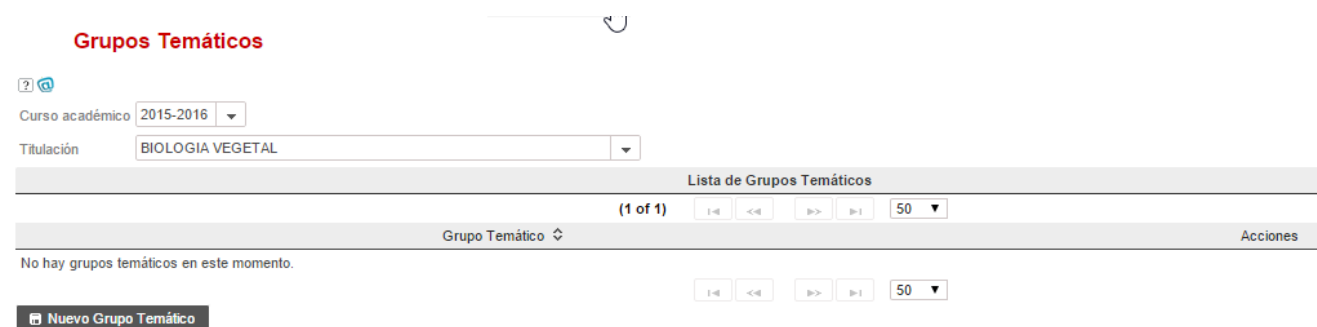 Grupos Temáticos
?
Curso académico 2015-2016
Titulación BIOLOGIA VEGETAL
Lista de Grupos Temáticos
(1 of 1) 50
Grupo Temático Acciones
No hay grupos temáticos en este momento.
50
Nuevo Grupo Temático